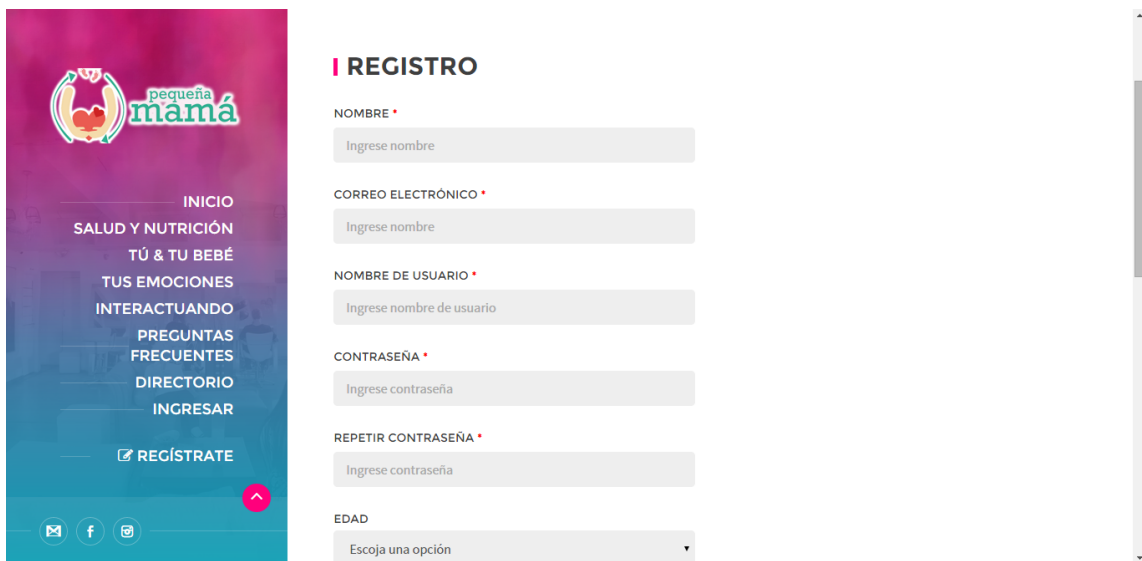 pequeña
mamá
INICIO
SALUD Y NUTRICIÓN
TÚ & TU BEBÉ
TUS EMOCIONES
INTERACTUANDO
PREGUNTAS
FRECUENTES
DIRECTORIO
INGRESAR
REGÍSTRATE
REGISTRO
NOMBRE *
Ingrese nombre
CORREO ELECTRÓNICO *
Ingrese nombre
NOMBRE DE USUARIO *
Ingrese nombre de usuario
CONTRASEÑA *
Ingrese contraseña
REPETIR CONTRASEÑA *
Ingrese contraseña
EDAD
Escoja una opción